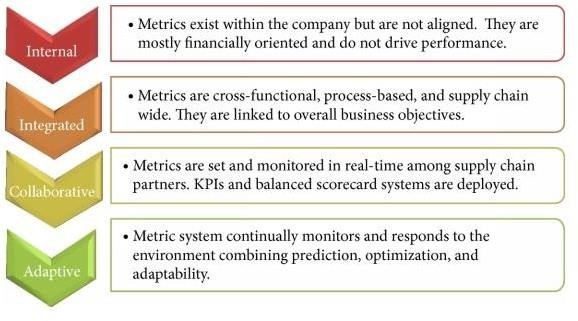 Internal
• Metrics exist within the company but are not aligned.  They are
mostly financially oriented and do not drive performance.
Integrated
• Metrics are cross-functional, process-based, and supply chain
wide. They are linked to overall business objectives.
Collaborative
• Metrics are set and monitored in real-time among supply chain
partners. KPIs and balanced scorecard systems are deployed.
Adaptive
• Metric system continually monitors and responds to the
environment combining prediction, optimization, and
adaptability.